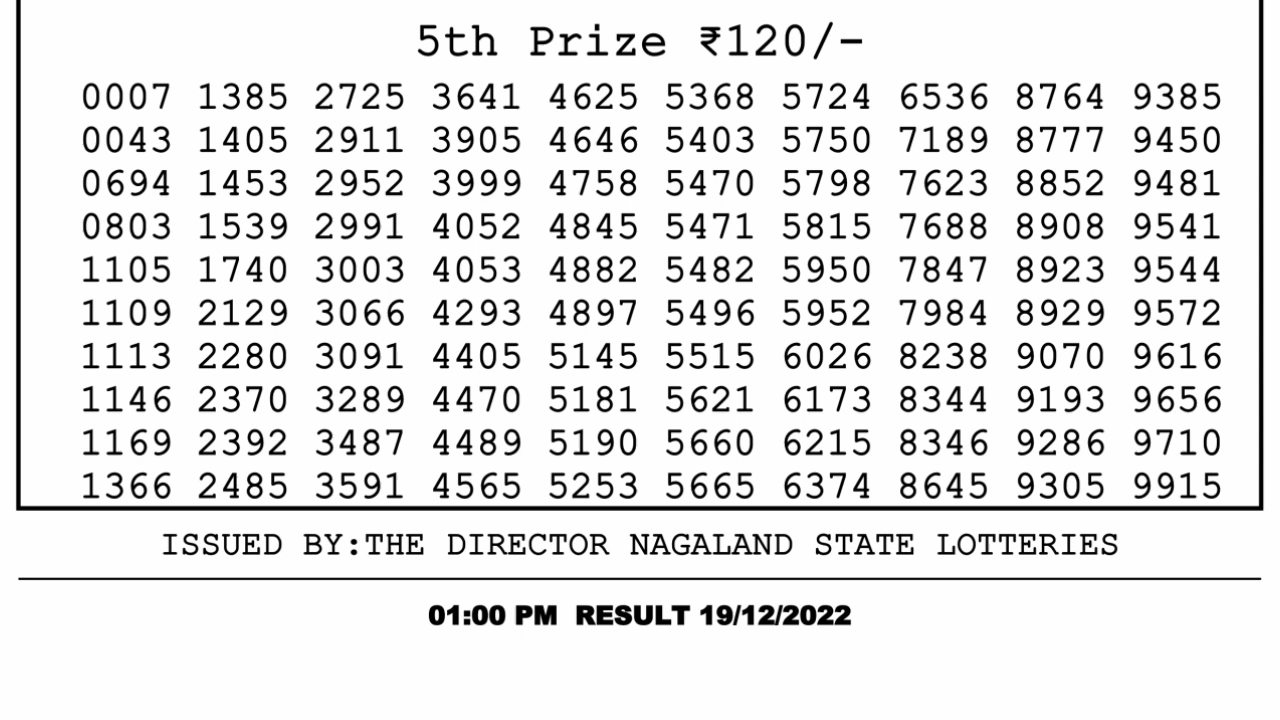 5th Prize ₹120/-
0007 1385 2725 3641 4625 5368 5724 6536 8764 9385
0043 1405 2911 3905 4646 5403 5750 7189 8777 9450
0694 1453 2952 3999 4758 5470 5798 7623 8852 9481
0803 1539 2991 4052 4845 5471 5815 7688 8908 9541
1105 1740 3003 4053 4882 5482 5950 7847 8923 9544
1109 2129 3066 4293 4897 5496 5952 7984 8929 9572
1113 2280 3091 4405 5145 5515 6026 8238 9070 9616
1146 2370 3289 4470 5181 5621 6173 8344 9193 9656
1169 2392 3487 4489 5190 5660 6215 8346 9286 9710
1366 2485 3591 4565 5253 5665 6374 8645 9305 9915
ISSUED BY:THE DIRECTOR NAGALAND STATE LOTTERIES
01:00 PM RESULT 19/12/2022